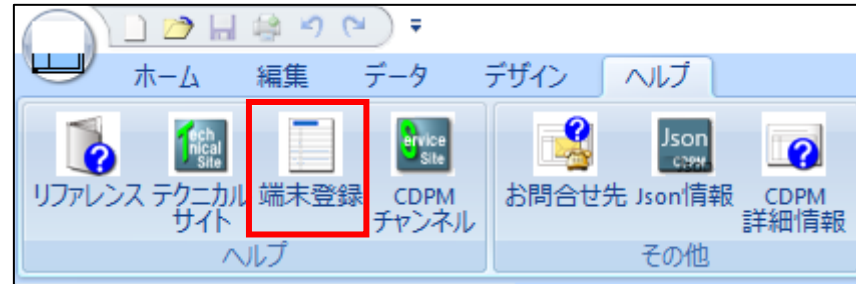 ホーム 編集 データ デザイン ヘルプ
Technical Site
ervice Site
Json
CDPM
リファレンス テクニカル 端末登録 CDPM お問合せ先 Json情報 CDPM
サイト チャンネル 詳細情報
ヘルプ その他